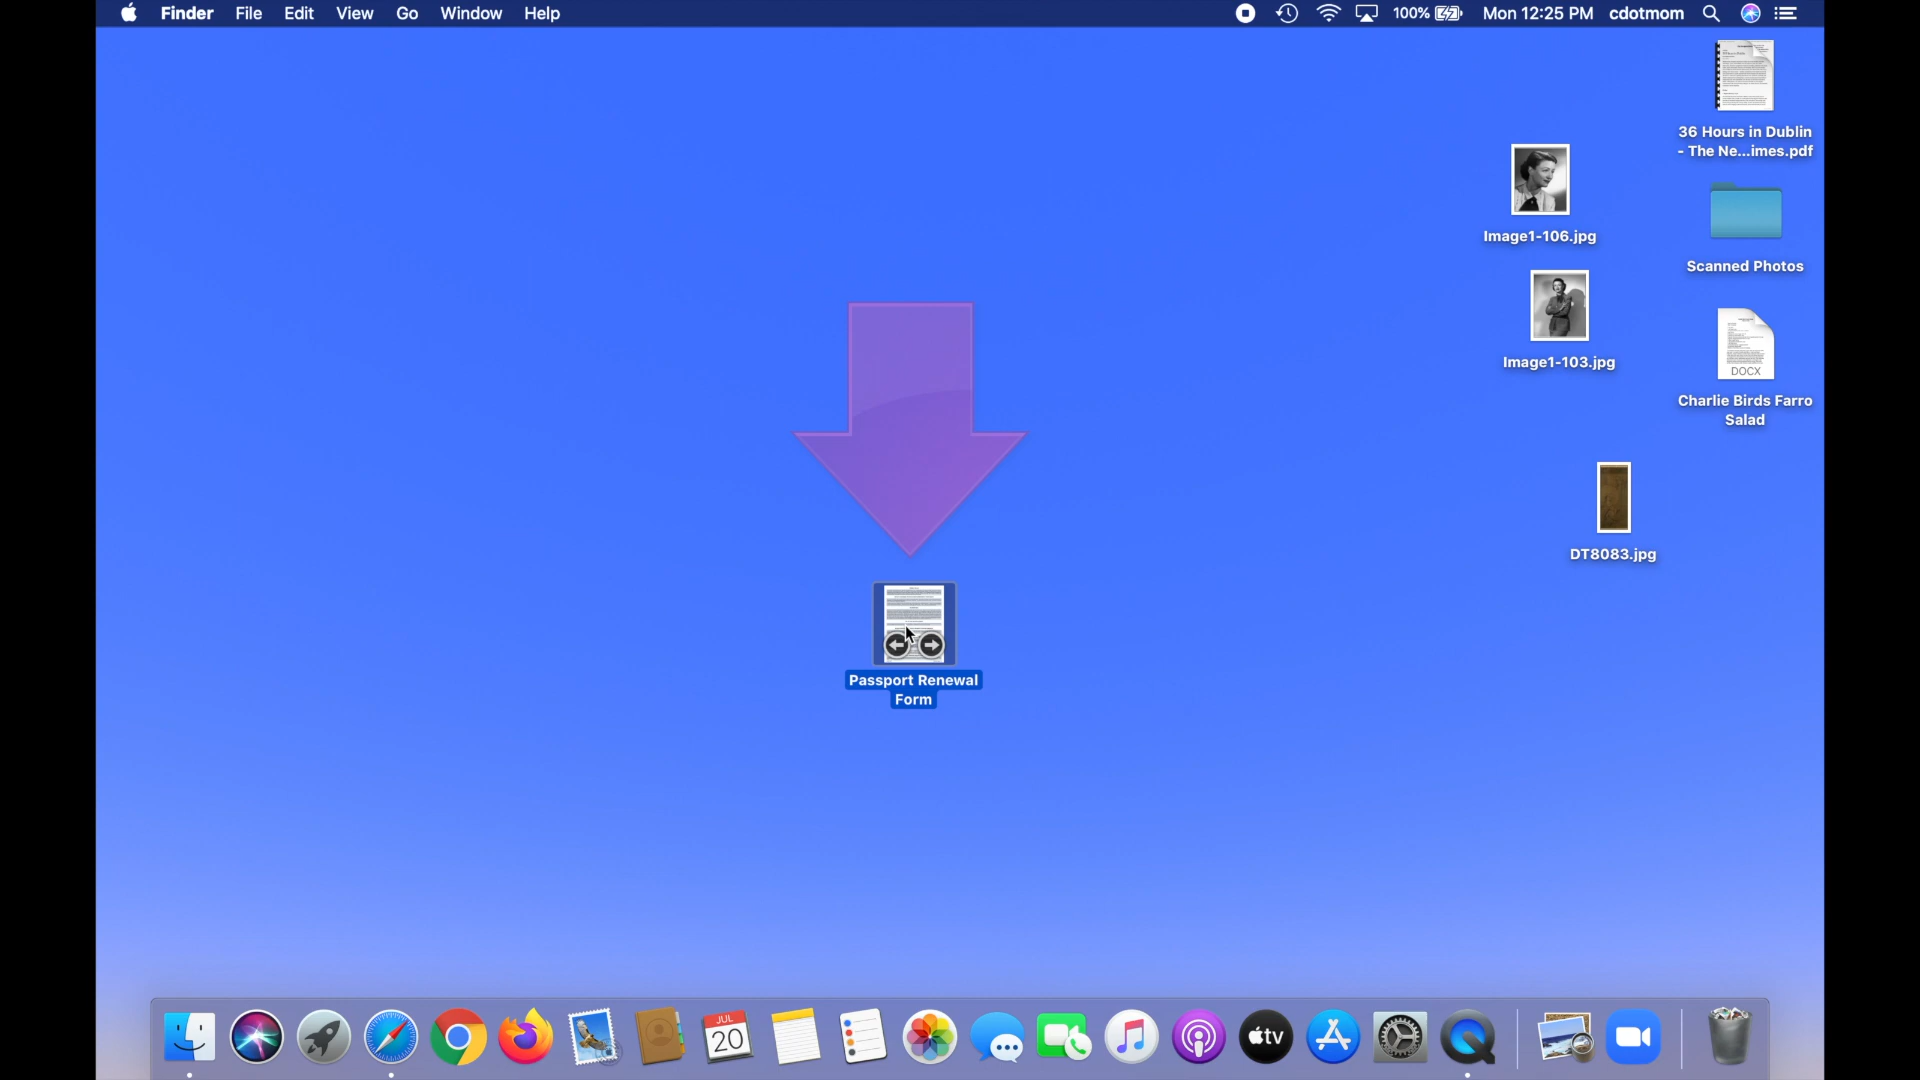 Finder File Edit View Go Window Help 100% Mon 12:25 PM cdotmom
36 Hours in Dublin
- The Ne...imes.pdf
Image1-106.jpg
Scanned Photos
Image1-103.jpg
DOCX
Charlie Birds Farro
Salad
DT8083.jpg
Passport Renewal
Form
JUL
20
tv